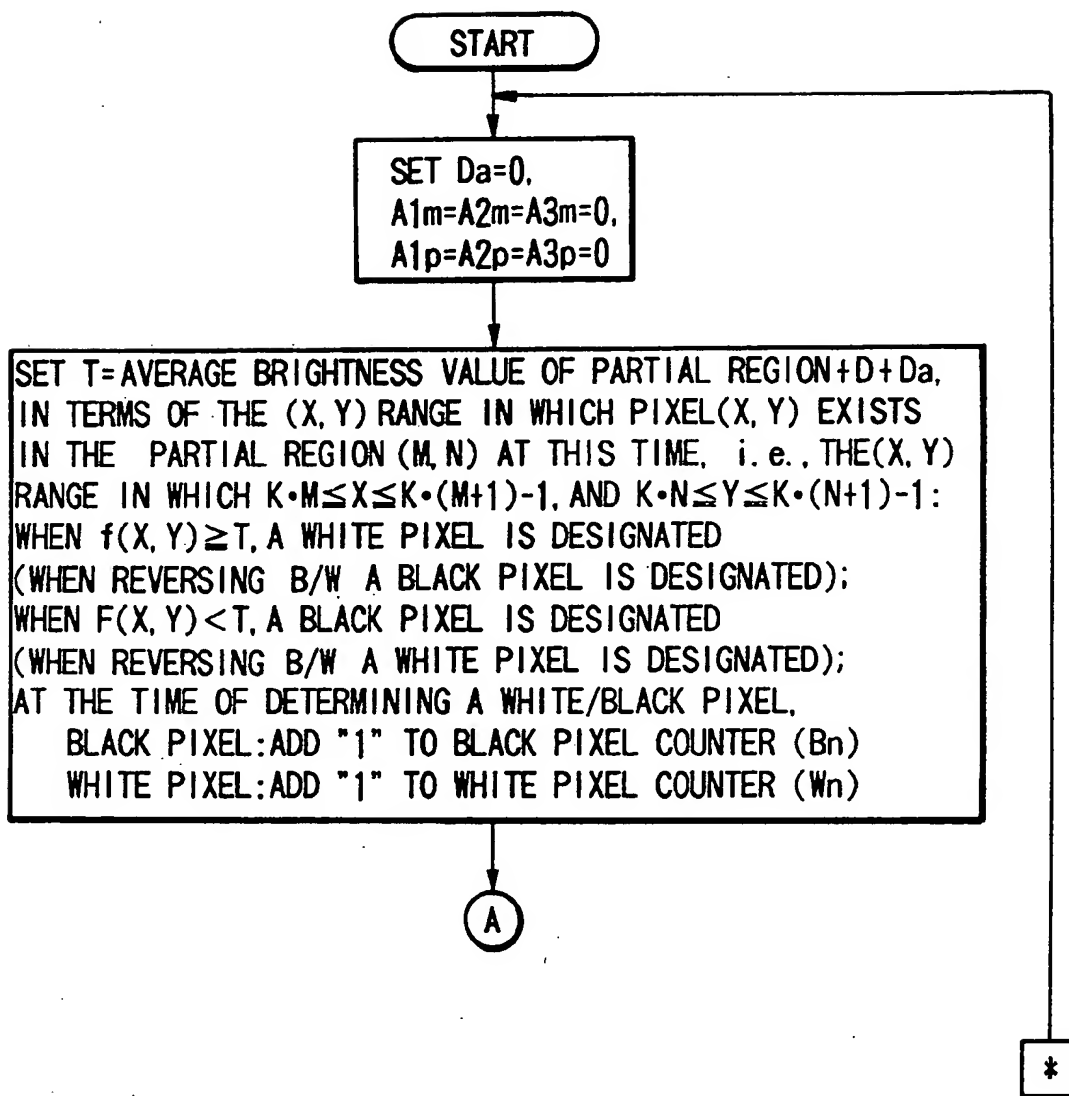 START
SET Da=0,
A1m=A2m=A3m=0,
A1p=A2p=A3p=0
SET T=AVERAGE BRIGHTNESS VALUE OF PARTIAL REGION+D+Da,
IN TERMS OF THE (X, Y) RANGE IN WHICH PIXEL(X, Y) EXISTS
IN THE PARTIAL REGION (M, N) AT THIS TIME, i.e., THE(X, Y)
RANGE IN WHICH K・M≦X≦K・(M+1)-1, AND K・N≦Y≦K・(N+1)-1:
WHEN f(X, Y)≧T, A WHITE PIXEL IS DESIGNATED
(WHEN REVERSING B/W A BLACK PIXEL IS DESIGNATED);
WHEN F(X, Y)<T, A BLACK PIXEL IS DESIGNATED
(WHEN REVERSING B/W A WHITE PIXEL IS DESIGNATED);
AT THE TIME OF DETERMINING A WHITE/BLACK PIXEL,
BLACK PIXEL:ADD "1" TO BLACK PIXEL COUNTER (Bn)
WHITE PIXEL:ADD "1" TO WHITE PIXEL COUNTER (Wn)
A
*